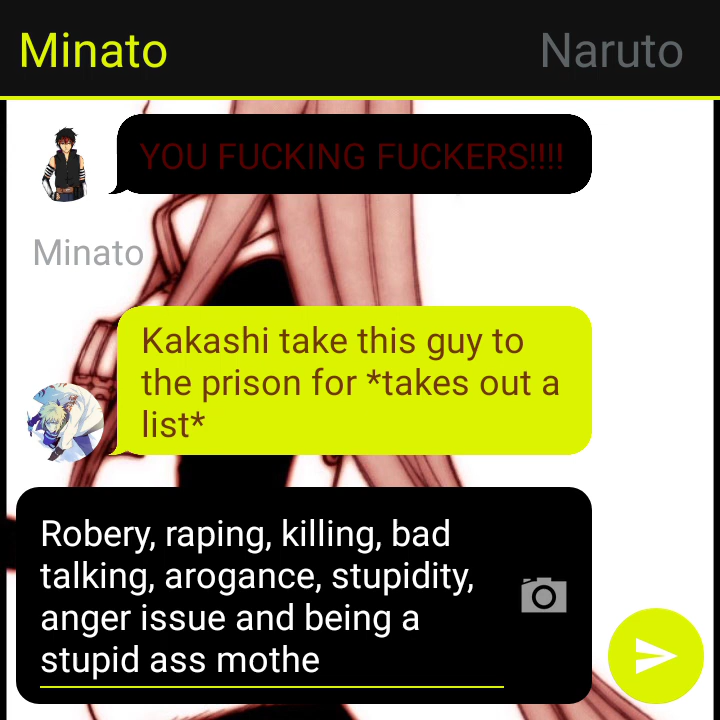 Minato Naruto
YOU FUCKING FUCKERS!!!!
Minato
Kakashi take this guy to
the prison for *takes out a
list*
Robery, raping, killing, bad
talking, arogance, stupidity,
anger issue and being a
stupid ass mothe